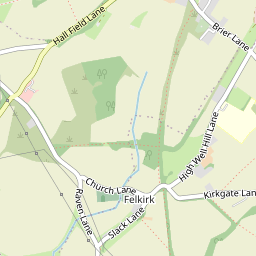 Hall Field Lane
Brier Lane
High Well Hill Lane
Church Lane
Felkirk
Kirkgate Lan
Raven Lane
Slack Lane